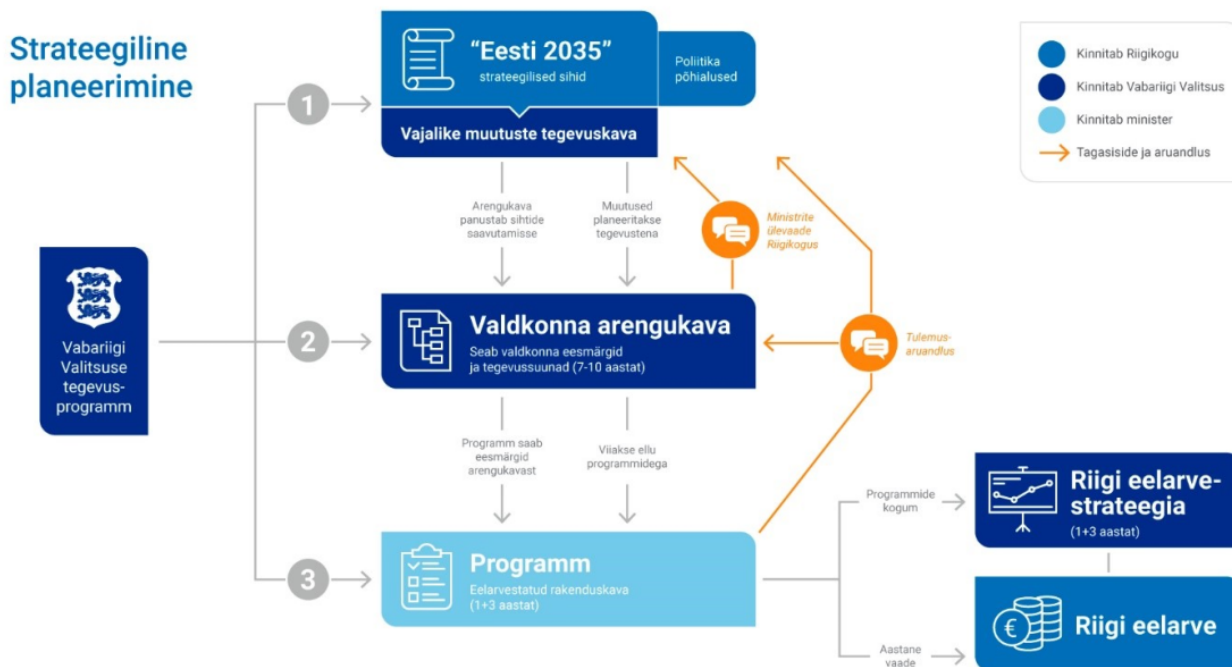 Strateegiline
planeerimine
1
"Eesti 2035"
strateegilised sihid
Poliitika
põhialused
Vajalike muutuste tegevuskava
Kinnitab Riigikogu
Kinnitab Vabariigi Valitsus
Kinnitab minister
Tagasiside ja aruandlus
Arengukava
panustab sihtide
saavutamisse
Muutused
planeeritakse
tegevustena
Ministrite
ülevaade
Riigikogus
Vabariigi
Valitsuse
tegevus-
programm
2
Valdkonna arengukava
Seab valdkonna eesmärgid
ja tegevussuunad (7-10 aastat)
Tulemus-
aruandlus
Programm saab
eesmärgid
arengukavast
Viiakse ellu
programmidega
3
Programm
Eelarvestatud rakenduskava
(1+3 aastat)
Programmide
kogum
Riigi eelarve-
strateegia
(1+3 aastat)
Aastane
vaade
€
Riigi eelarve